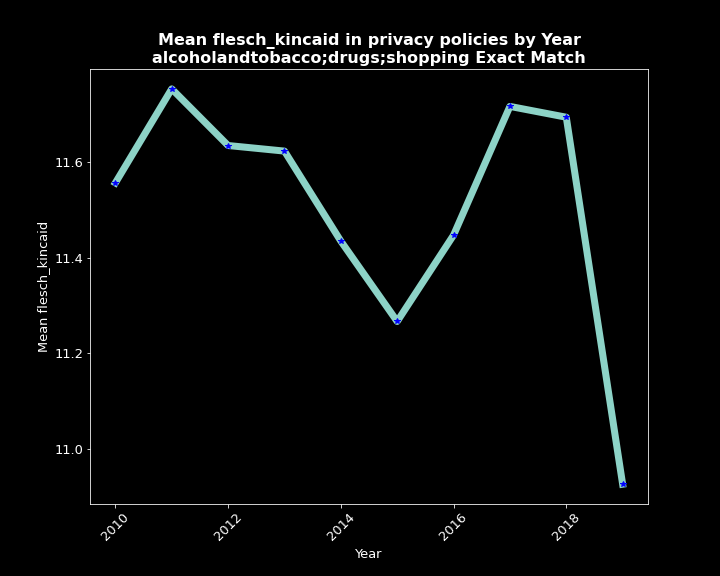 Mean flesch_kincaid in privacy policies by Year
alcoholandtobacco;drugs;shopping Exact Match
11.6
11.4
11.2
11.0
Mean flesch_kincaid
2010
2012
2014
2016
2018
Year